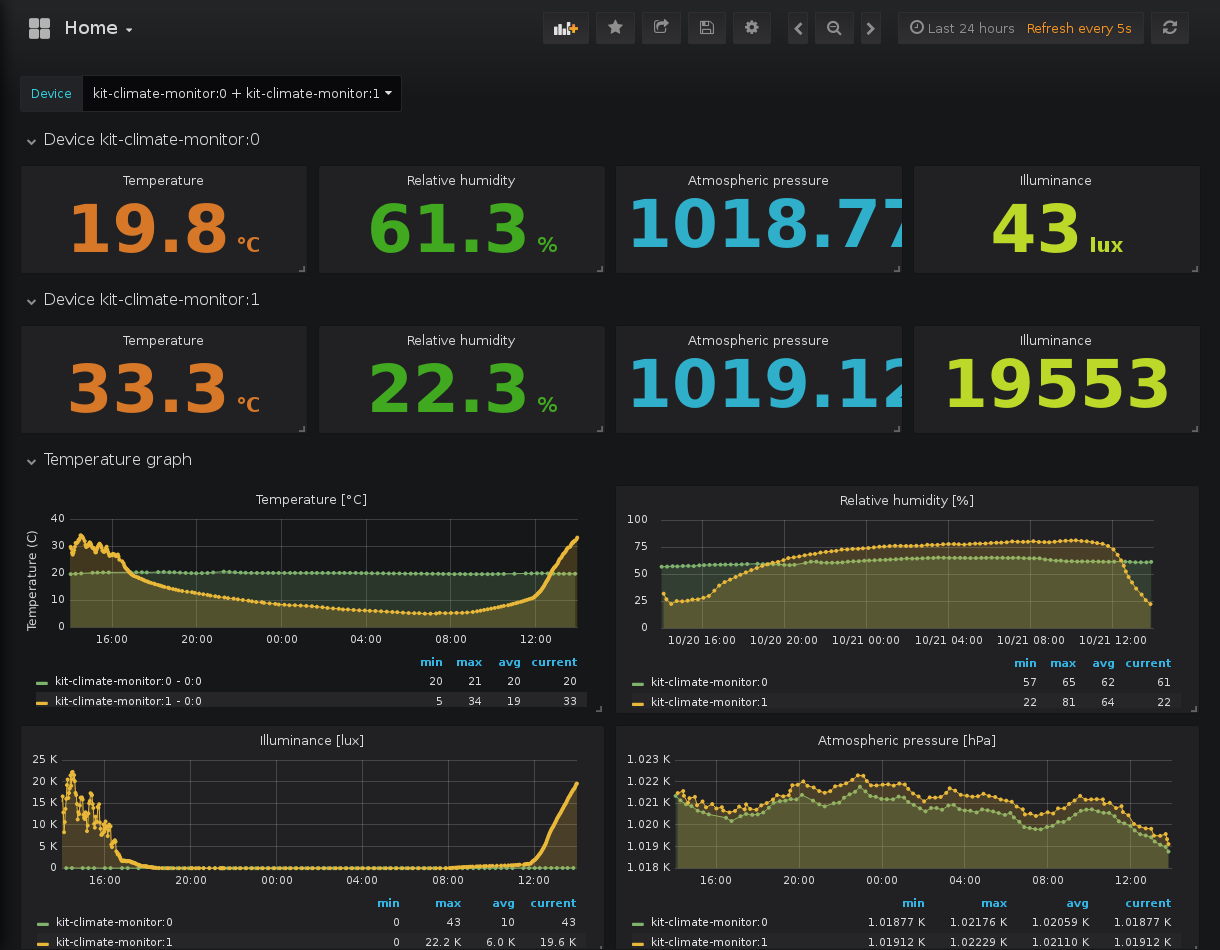 Home
Last 24 hours Refresh every 5s
Device kit-climate-monitor:0 + kit-climate-monitor:1
Device kit-climate-monitor:0
Temperature Relative humidity Atmospheric pressure Illuminance
19.8 °C 61.3 % 1018.77 43 lux
Device kit-climate-monitor:1
Temperature Relative humidity Atmospheric pressure Illuminance
33.3 °C 22.3 % 1019.12 19553
Temperature graph
Temperature [°C]
Temperature (C)
40
30
20
10
0
16:00 20:00 00:00 04:00 08:00 12:00
min max avg current
kit-climate-monitor:0 - 0:0 20 21 20 20
kit-climate-monitor:1 - 0:0 5 34 19 33
Relative humidity [%]
100
75
50
25
0
10/20 16:00 10/20 20:00 10/21 00:00 10/21 04:00 10/21 08:00 10/21 12:00
min max avg current
kit-climate-monitor:0 57 65 62 61
kit-climate-monitor:1 22 81 64 22
Illuminance [lux]
25 K
20 K
15 K
10 K
5 K
0
16:00 20:00 00:00 04:00 08:00 12:00
min max avg current
kit-climate-monitor:0 0 43 10 43
kit-climate-monitor:1 0 22.2 K 6.0 K 19.6 K
Atmospheric pressure [hPa]
1.023 K
1.022 K
1.021 K
1.020 K
1.019 K
1.018 K
16:00 20:00 00:00 04:00 08:00 12:00
min max avg current
kit-climate-monitor:0 1.01877 K 1.02176 K 1.02059 K 1.01877 K
kit-climate-monitor:1 1.01912 K 1.02229 K 1.02110 K 1.01912 K